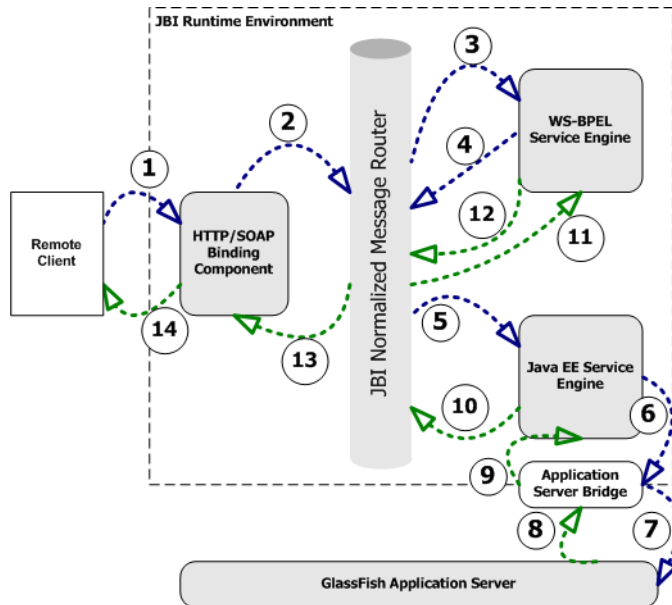 JBI Runtime Environment
3
2
WS-BPEL
Service Engine
4
1
JBI Normalized Message Router
12
Remote
Client
HTTP/SOAP
Binding
Component
11
14
13
5
Java EE Service
Engine
10
6
9
Application
Server Bridge
8
7
GlassFish Application Server